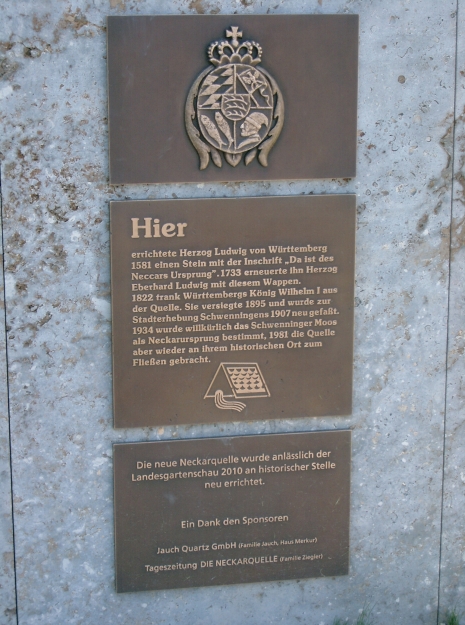 Hier
errichtete Herzog Ludwig von Württemberg
1581 einen Stein mit der Inschrift „Da ist des
Neccars Ursprung”. 1733 erneuerte ihn Herzog
Eberhard Ludwig mit diesem Wappen.
1822 trank Württembergs König Wilhelm I aus
der Quelle. Sie versiegte 1895 und wurde zur
Stadterhebung Schwenningens 1907 neu gefaßt.
1934 wurde willkürlich das Schwenninger Moos
als Neckarursprung bestimmt, 1981 die Quelle
aber wieder an ihrem historischen Ort zum
Fließen gebracht.
Die neue Neckarquelle wurde anlässlich der
Landesgartenschau 2010 an historischer Stelle
neu errichtet.
Ein Dank den Sponsoren
Jauch Quartz GmbH (Familie Jauch, Haus Merkur)
Tageszeitung DIE NECKARQUELLE (Familie Ziegler)